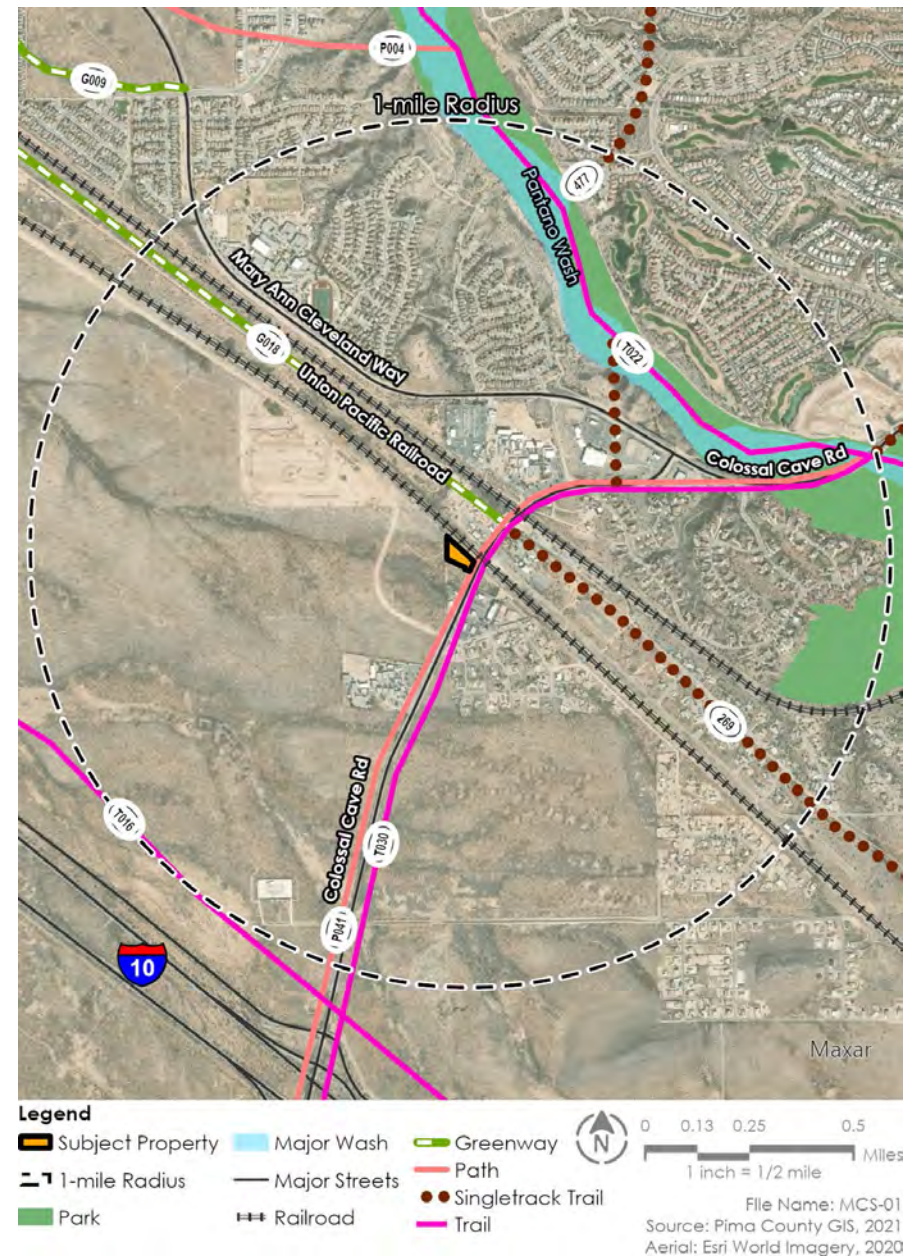 P004
G009
1-mile Radius
477
Pantano Wash
Mary Ann Cleveland Way
G018
T022
Union Pacific Railroad
Colossal Cave Rd
269
T016
Colossal Cave Rd
T030
P041
10
Maxar
Legend
Subject Property
Major Wash
Greenway
1-mile Radius
Major Streets
Path
Park
Railroad
Singletrack Trail
Trail
N
0 0.13 0.25 0.5
Miles
1 inch = 1/2 mile
File Name: MCS-01
Source: Pima County GIS, 2021
Aerial: Esri World Imagery, 2020